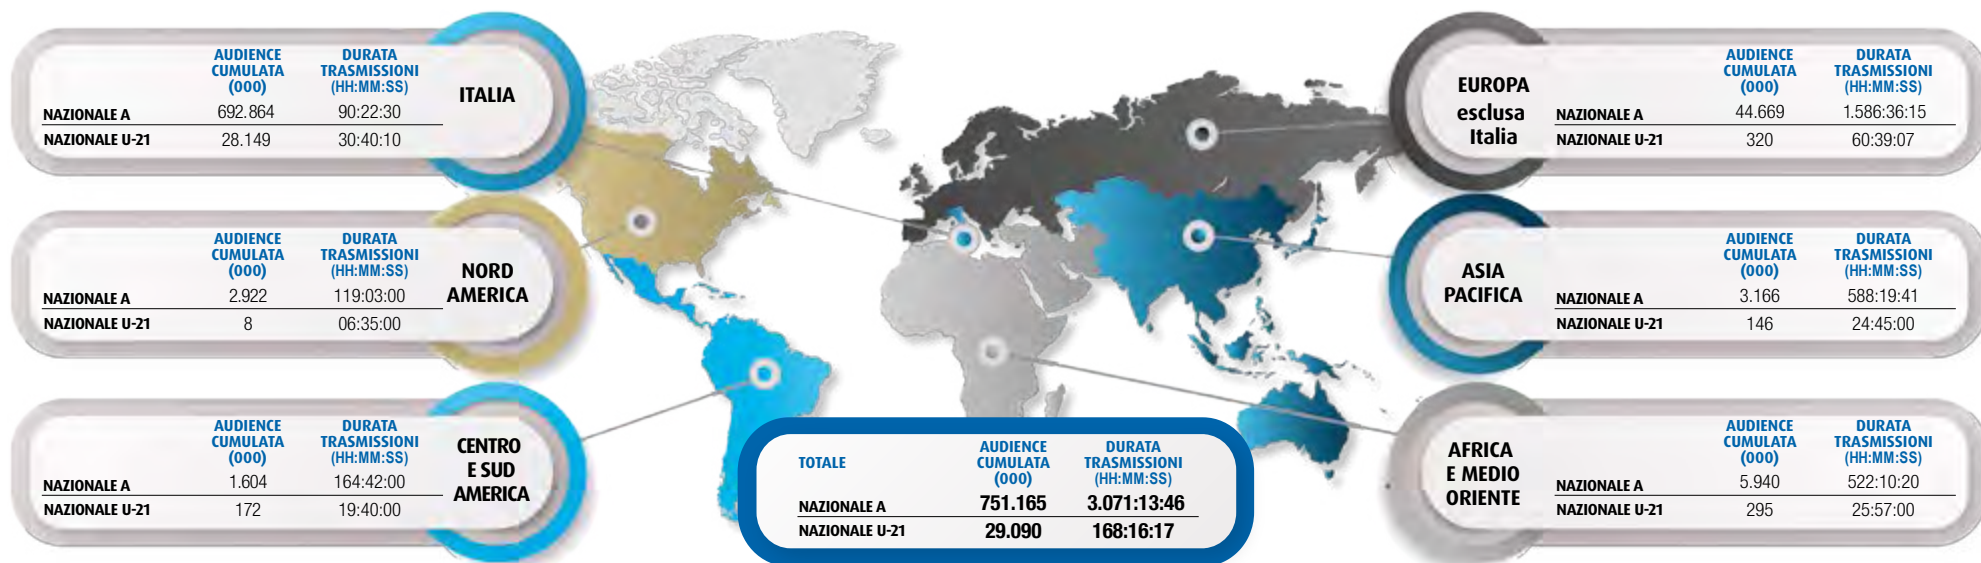 AUDIENCE CUMULATA (000) DURATA TRASMISSIONI (HH:MM:SS)
ITALIA
NAZIONALE A 692.864 90:22:30
NAZIONALE U-21 28.149 30:40:10
AUDIENCE CUMULATA (000) DURATA TRASMISSIONI (HH:MM:SS)
NORD AMERICA
NAZIONALE A 2.922 119:03:00
NAZIONALE U-21 8 06:35:00
AUDIENCE CUMULATA (000) DURATA TRASMISSIONI (HH:MM:SS)
CENTRO E SUD AMERICA
NAZIONALE A 1.604 164:42:00
NAZIONALE U-21 172 19:40:00
TOTALE AUDIENCE CUMULATA (000) DURATA TRASMISSIONI (HH:MM:SS)
NAZIONALE A 751.165 3.071:13:46
NAZIONALE U-21 29.090 168:16:17
EUROPA esclusa Italia
AUDIENCE CUMULATA (000) DURATA TRASMISSIONI (HH:MM:SS)
NAZIONALE A 44.669 1.586:36:15
NAZIONALE U-21 320 60:39:07
ASIA PACIFICA
AUDIENCE CUMULATA (000) DURATA TRASMISSIONI (HH:MM:SS)
NAZIONALE A 3.166 588:19:41
NAZIONALE U-21 146 24:45:00
AFRICA E MEDIO ORIENTE
AUDIENCE CUMULATA (000) DURATA TRASMISSIONI (HH:MM:SS)
NAZIONALE A 5.940 522:10:20
NAZIONALE U-21 295 25:57:00